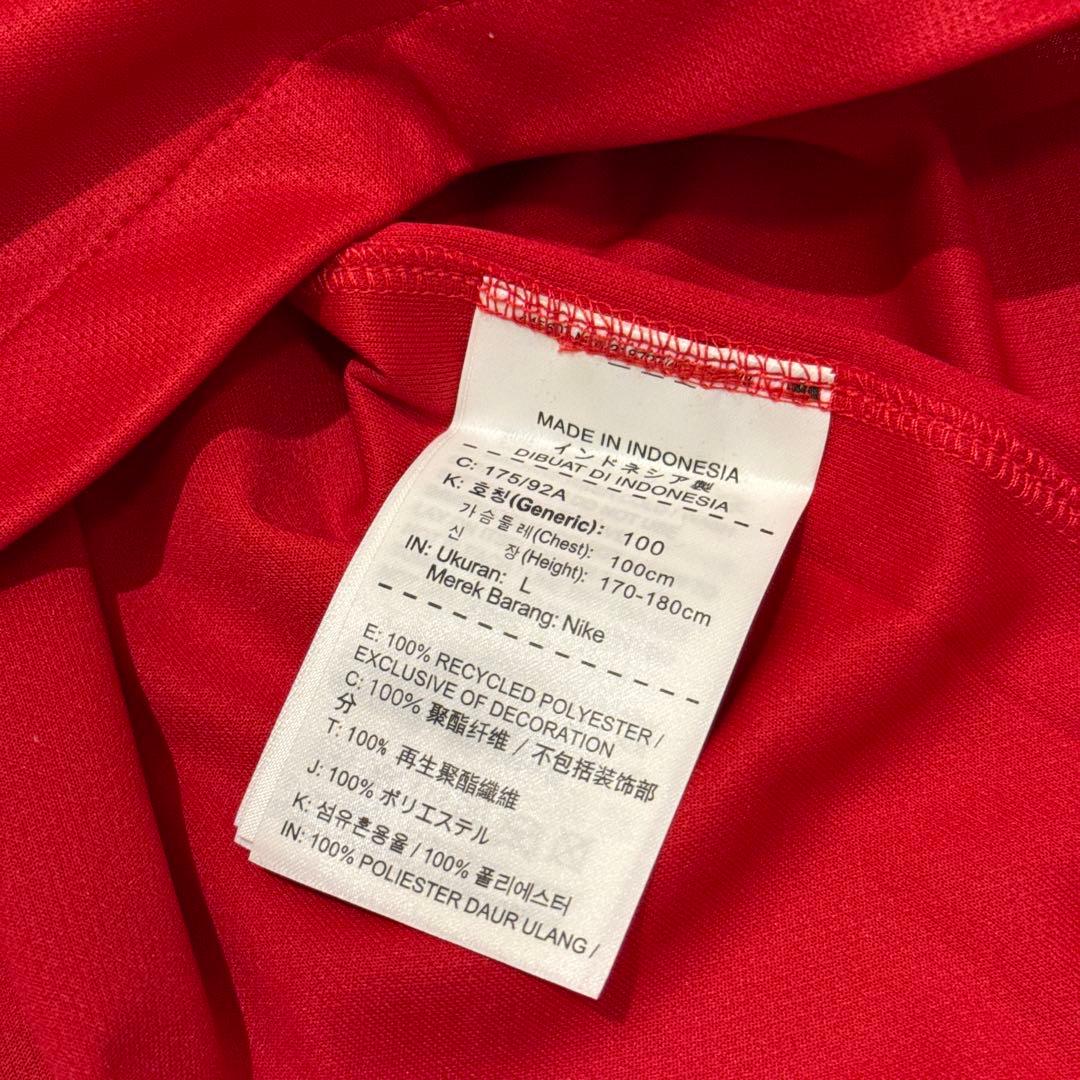 MADE IN INDONESIA
インドネシア製
DIBUAT DI INDONESIA
C: 175/92A
K: 호칭(Generic): 100
가슴둘레(Chest): 100cm
신 장(Height): 170-180cm
IN: Ukuran: L
Merek Barang: Nike
E: 100% RECYCLED POLYESTER /
EXCLUSIVE OF DECORATION
C: 100% 聚酯纤维 / 不包括装饰部
分
T: 100% 再生聚酯纖維
J: 100% ポリエステル
K: 섬유혼용율 / 100% 폴리에스터
IN: 100% POLIESTER DAUR ULANG /